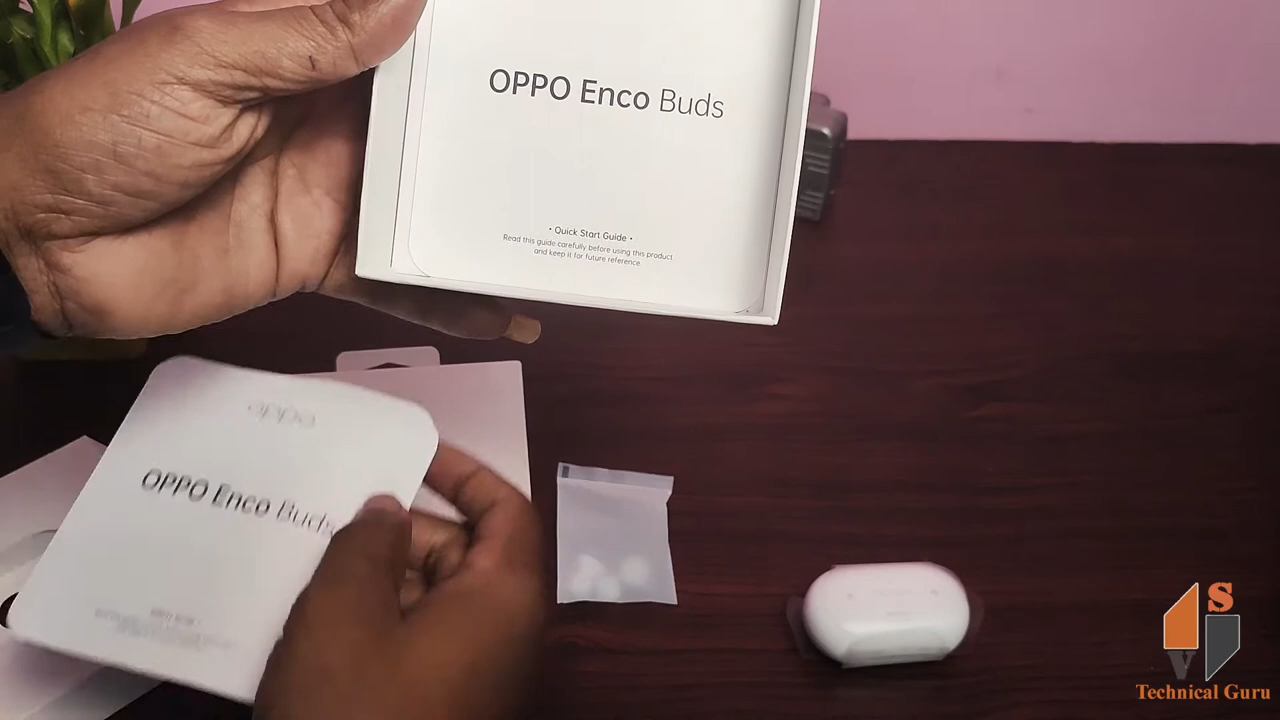 OPPO Enco Buds
• Quick Start Guide •
Read this guide carefully before using this product
and keep it for future reference.
oppo
OPPO Enco Buds
S
V
Technical Guru